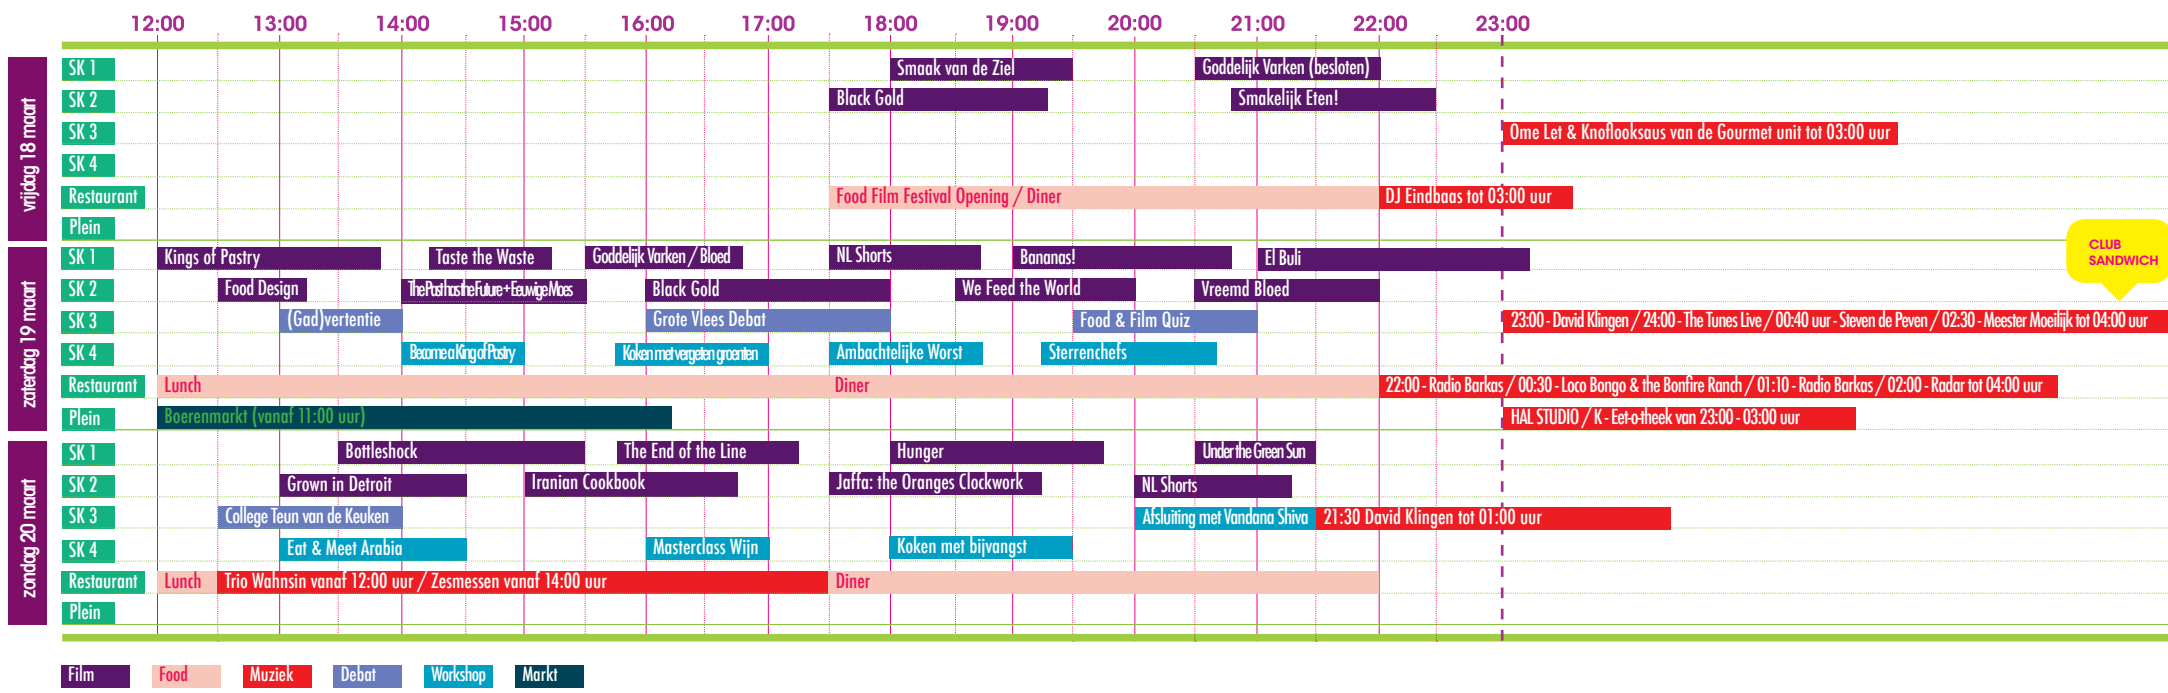 12:00 13:00 14:00 15:00 16:00 17:00 18:00 19:00 20:00 21:00 22:00 23:00
vrijdag 18 maart
SK 1 Smaak van de Ziel Goddelijk Varken (besloten)
SK 2 Black Gold Smakelijk Eten!
SK 3 Ome Let & Knoflooksaus van de Gourmet unit tot 03:00 uur
SK 4
Restaurant Food Film Festival Opening / Diner DJ Eindbaas tot 03:00 uur
Plein
zaterdag 19 maart
SK 1 Kings of Pastry Taste the Waste Goddelijk Varken / Bloed NL Shorts Bananas! El Buli
CLUB
SANDWICH
SK 2 Food Design The Past has the Future + Eeuwige Moes Black Gold We Feed the World Vreemd Bloed
SK 3 (Gad)vertentie Grote Vlees Debat Food & Film Quiz 23:00 - David Klingen / 24:00 - The Tunes Live / 00:40 uur - Steven de Peven / 02:30 - Meester Moeilijk tot 04:00 uur
SK 4 Become a King of Pastry Koken met vergeten groenten Ambachtelijke Worst Sterrenchefs
Restaurant Lunch Diner 22:00 - Radio Barkas / 00:30 - Loco Bongo & the Bonfire Ranch / 01:10 - Radio Barkas / 02:00 - Radar tot 04:00 uur
Plein Boerenmarkt (vanaf 11:00 uur) HAL STUDIO / K - Eet-o-theek van 23:00 - 03:00 uur
zondag 20 maart
SK 1 Bottleshock The End of the Line Hunger Under the Green Sun
SK 2 Grown in Detroit Iranian Cookbook Jaffa: the Oranges Clockwork NL Shorts
SK 3 College Teun van de Keuken Afsluiting met Vandana Shiva 21:30 David Klingen tot 01:00 uur
SK 4 Eat & Meet Arabia Masterclass Wijn Koken met bijvangst
Restaurant Lunch Trio Wahnsin vanaf 12:00 uur / Zesmessen vanaf 14:00 uur Diner
Plein
Film Food Muziek Debat Workshop Markt